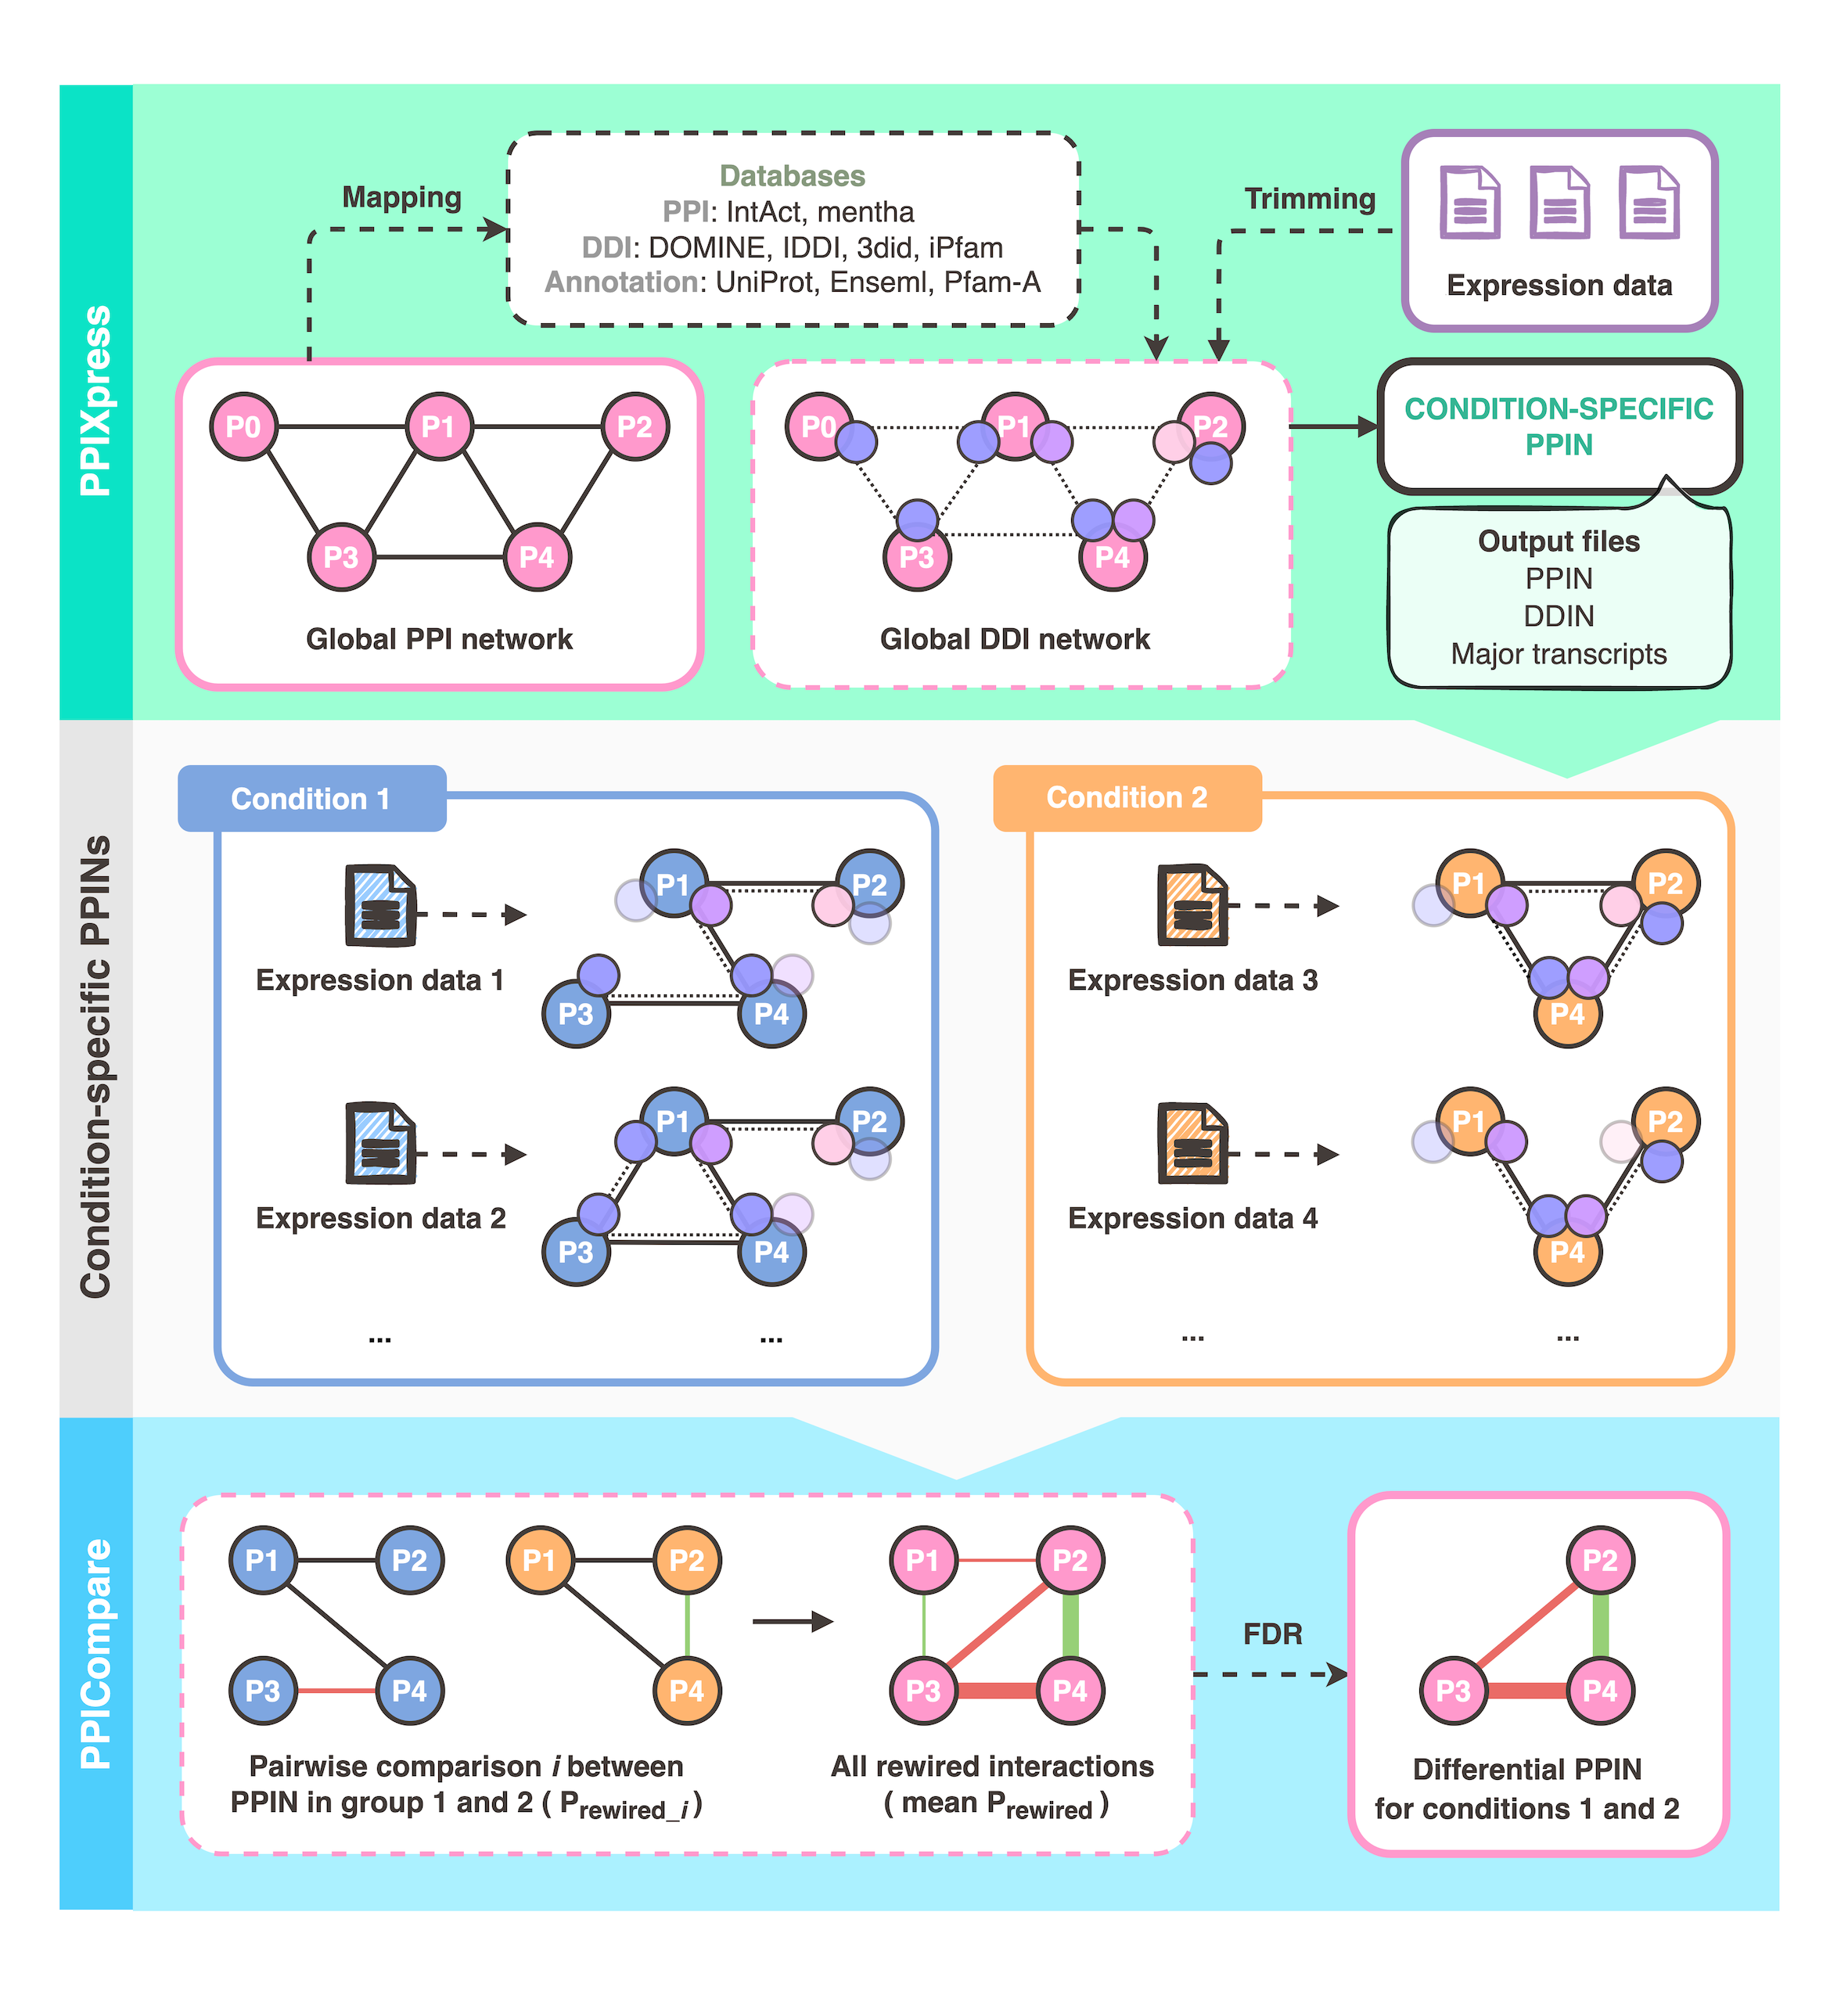 PPIXpress
Mapping
Databases
PPI: IntAct, mentha
DDI: DOMINE, IDDI, 3did, iPfam
Annotation: UniProt, Enseml, Pfam-A
Trimming
Expression data
P0
P1
P2
P3
P4
Global PPI network
P0
P1
P2
P3
P4
Global DDI network
CONDITION-SPECIFIC
PPIN
Output files
PPIN
DDIN
Major transcripts
Condition-specific PPINs
Condition 1
Expression data 1
P1
P2
P3
P4
Expression data 2
P1
P2
P3
P4
...
...
Condition 2
Expression data 3
P1
P2
P4
Expression data 4
P1
P2
P4
...
...
PPICompare
P1
P2
P3
P4
P1
P2
P4
Pairwise comparison i between
PPIN in group 1 and 2 ( Prewired_i )
P1
P2
P3
P4
All rewired interactions
( mean Prewired )
FDR
P2
P3
P4
Differential PPIN
for conditions 1 and 2